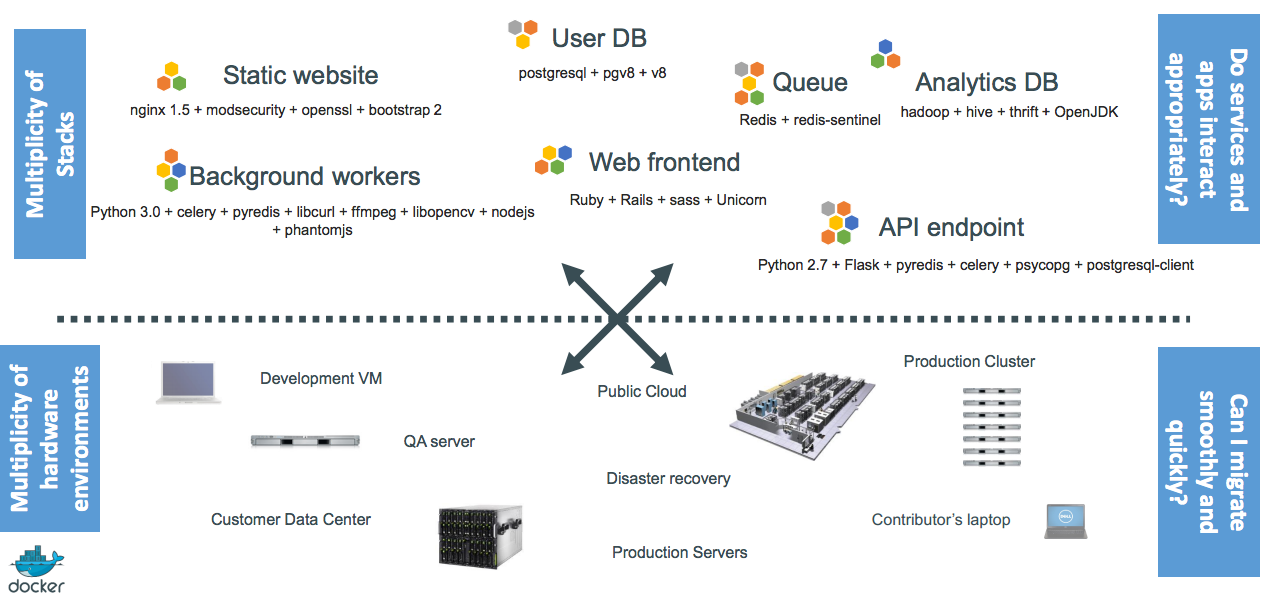 Multiplicity of
Stacks
Static website
nginx 1.5 + modsecurity + openssl + bootstrap 2
Background workers
Python 3.0 + celery + pyredis + libcurl + ffmpeg + libopencv + nodejs
+ phantomjs
User DB
postgresql + pgv8 + v8
Web frontend
Ruby + Rails + sass + Unicorn
Queue
Redis + redis-sentinel
Analytics DB
hadoop + hive + thrift + OpenJDK
API endpoint
Python 2.7 + Flask + pyredis + celery + psycopg + postgresql-client
Do services and
apps interact
appropriately?
Multiplicity of
hardware
environments
Development VM
QA server
Customer Data Center
Public Cloud
Disaster recovery
Production Servers
Production Cluster
Contributor’s laptop
DELL
Can I migrate
smoothly and
quickly?
docker